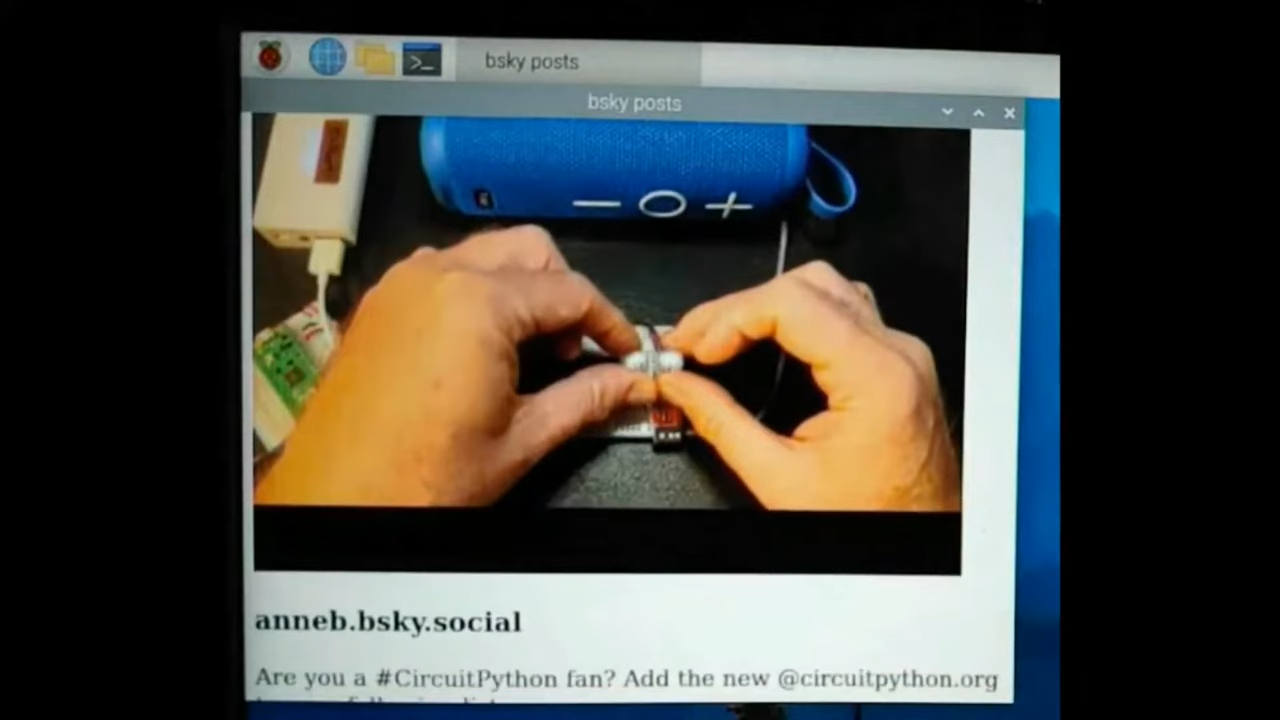 bsky posts
bsky posts
anneb.bsky.social
Are you a #CircuitPython fan? Add the new @circuitpython.org